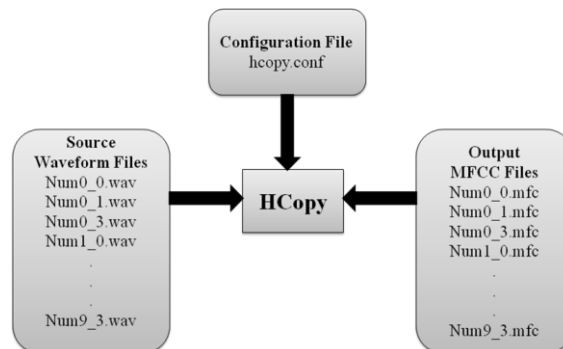 Configuration File
hcopy.conf
Source
Waveform Files
Num0_0.wav
Num0_1.wav
Num0_3.wav
Num1_0.wav
.
.
.
Num9_3.wav
HCopy
Output
MFCC Files
Num0_0.mfc
Num0_1.mfc
Num0_3.mfc
Num1_0.mfc
.
.
.
Num9_3.mfc